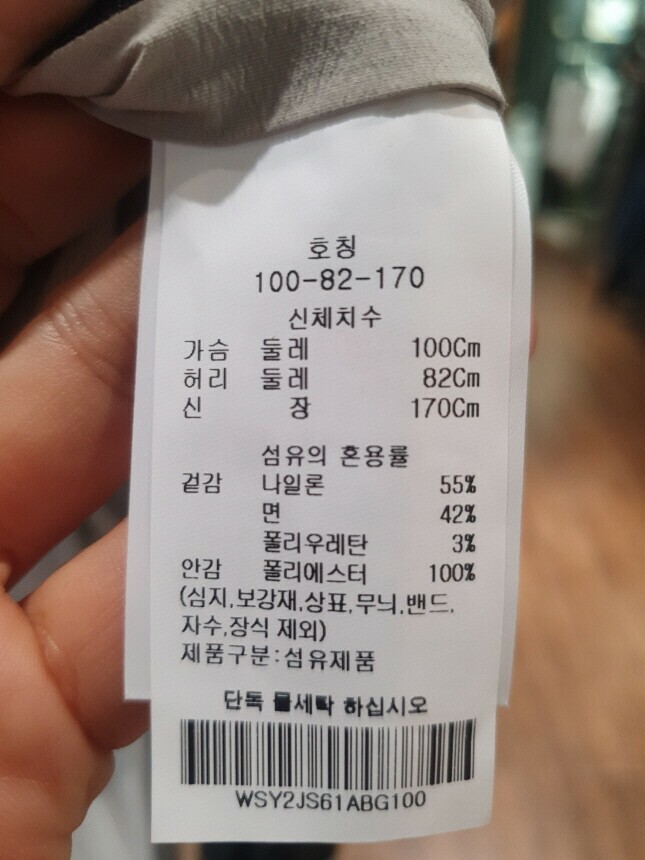 호칭
100-82-170
신체치수
가슴 둘레 100Cm
허리 둘레 82Cm
신 장 170Cm
섬유의 혼용률
겉감 나일론 55%
면 42%
폴리우레탄 3%
안감 폴리에스터 100%
(심지,보강재,상표,무늬,밴드,
자수,장식 제외)
제품구분:섬유제품
단독 물세탁 하십시오
WSY2JS61ABG100